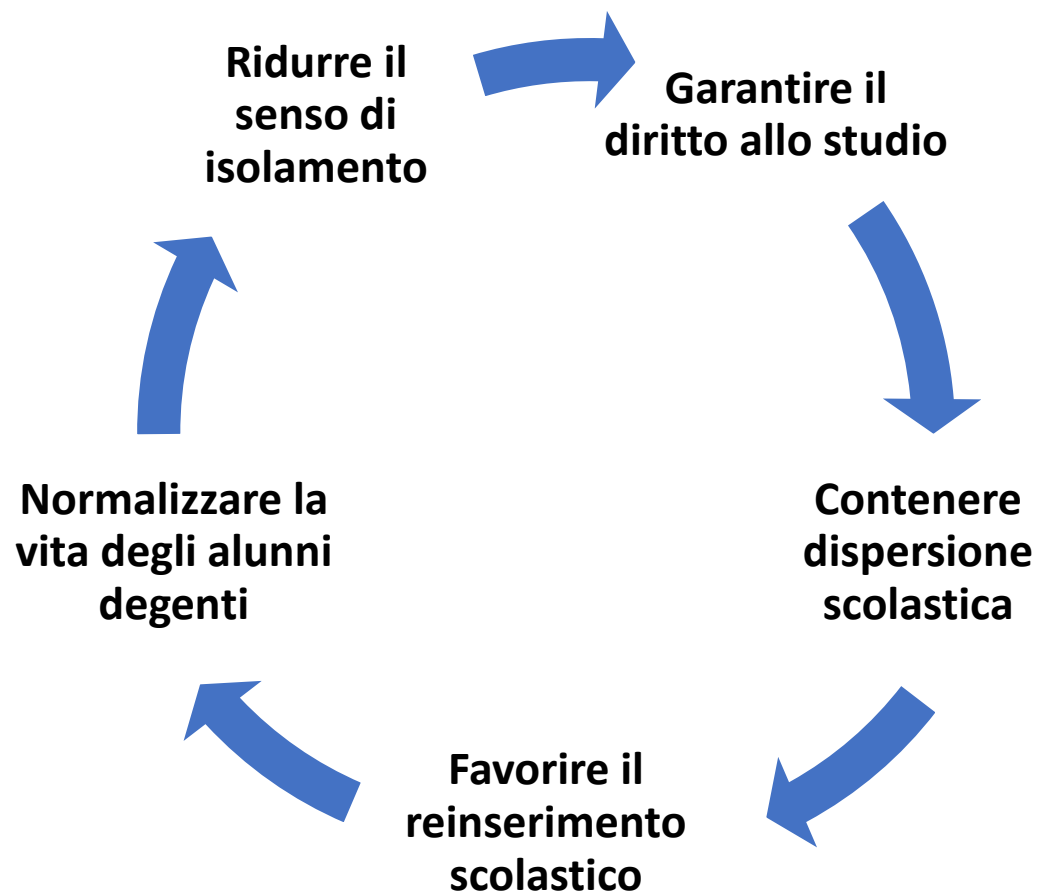 Ridurre il
senso di
isolamento
Garantire il
diritto allo studio
Contenere
dispersione
scolastica
Favorire il
reinserimento
scolastico
Normalizzare la
vita degli alunni
degenti